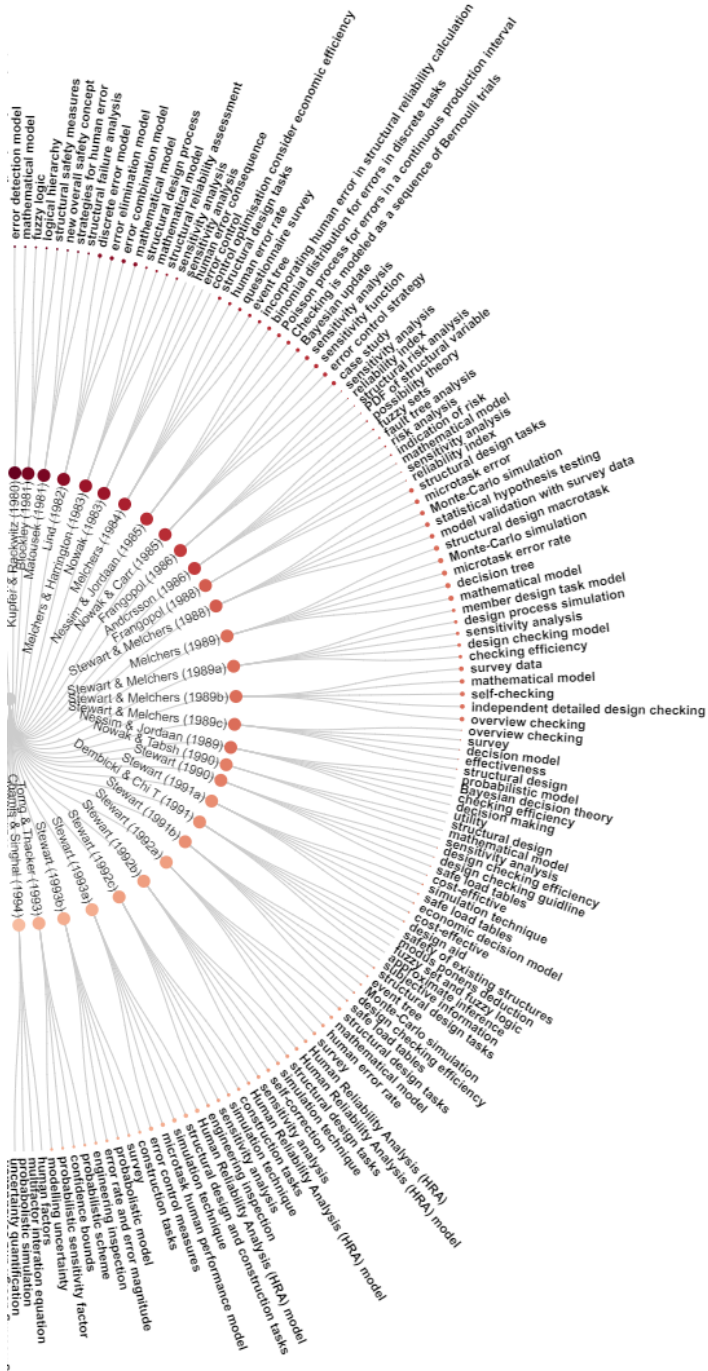 error detection model
mathematical model
fuzzy logic
logical hierarchy
structural safety measures
new overall safety concept
strategies for human error
structural failure analysis
discrete error model
error elimination model
error combination model
mathematical model
structural design process
mathematical model
structural reliability assessment
sensitivity analysis
sensitivity analysis
human error consequence
error control
control optimisation consider economic efficiency
structural design tasks
human error rate
questionnaire survey
event tree
incorporating human error in structural reliability calculation
binomial distribution for errors in discrete tasks
Poisson process for errors in a continuous production interval
Checking is modeled as a sequence of Bernoulli trials
Bayesian update
sensitivity analysis
sensitivity function
error control strategy
case study
sensitivity analysis
reliability index
structural risk analysis
PDF of structural variable
possibility theory
fuzzy sets
fault tree analysis
risk analysis
indication of risk
mathematical model
sensitivity analysis
reliability index
structural design tasks
microtask error
Monte-Carlo simulation
statistical hypothesis testing
model validation with survey data
structural design macrotask
Monte-Carlo simulation
microtask error rate
decision tree
mathematical model
member design task model
design process simulation
sensitivity analysis
design checking model
checking efficiency
survey data
mathematical model
self-checking
independent detailed design checking
overview checking
overview checking
survey
decision model
effectiveness
structural design
probabilistic model
Bayesian decision theory
checking efficiency
decision making
utility
structural design
mathematical model
sensitivity analysis
design checking efficiency
design checking guidline
safe load tables
cost-effictive
simulation technique
safe load tables
economic decision model
cost-effective
design aid
safety of existing structures
modus ponens deduction
fuzzy set and fuzzy logic
approximate inference
subjective information
structural design tasks
event tree
Monte-Carlo simulation
design checking efficiency
safe load tables
structural design tasks
mathematical model
human error rate
survey
Human Reliability Analysis (HRA)
structural design tasks
Human Reliability Analysis (HRA) model
simulation technique
self-correction
sensitivity analysis
Human Reliability Analysis (HRA) model
construction tasks
simulation technique
engineering inspection
sensitivity analysis
Human Reliability Analysis (HRA) model
structural design and construction tasks
simulation technique
error control measures
microtask human performance model
construction tasks
survey
probabolistic model
error rate and error magnitude
engineering inspection
probabilistic scheme
confidence bounds
probabilistic sensitivity factor
modelling uncertainty
human factors
multifactor interation equation
probabolistic simulation
uncertainty quantification
Kupfer & Rackwitz (1980)
Blockley (1981)
Matousek (1981)
Lind (1982)
Melchers & Harrington (1983)
Nowak (1983)
Melchers (1984)
Nessim & Jordaan (1985)
Nowak & Carr (1985)
Frangopol (1986)
Andersson (1986)
Frangopol (1988)
Stewart & Melchers (1988)
Melchers (1989)
Stewart & Melchers (1989a)
Stewart & Melchers (1989b)
Stewart & Melchers (1989c)
Nessim & Jordaan (1989)
Nowak & Tabsh (1990)
Stewart (1990)
Stewart (1991a)
Dembicki & Chi T (1991)
Stewart (1991b)
Stewart (1992a)
Stewart (1992b)
Stewart (1992c)
Stewart (1993a)
Stewart (1993b)
Torng & Thacker (1993)
& Singhal (1994)